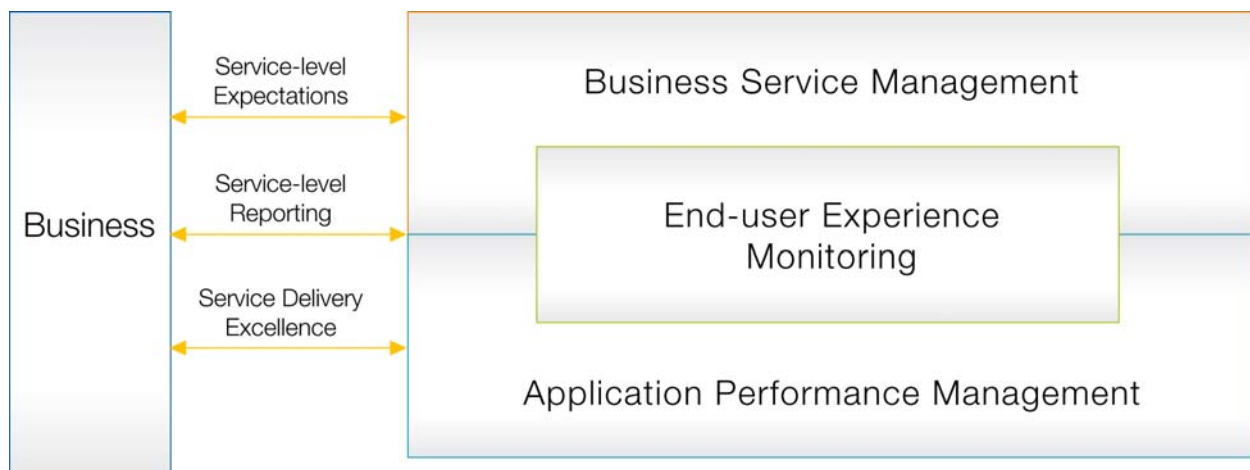 Business
Service-level
Expectations
Service-level
Reporting
Service Delivery
Excellence
Business Service Management
End-user Experience
Monitoring
Application Performance Management